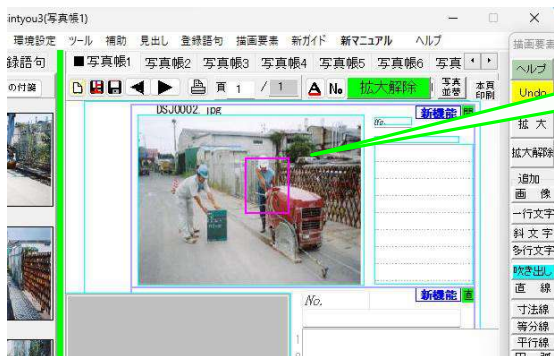 sintyou3(写真帳1)
環境設定 ツール 補助 見出し 登録語句 描画要素 新ガイド 新マニュアル ヘルプ
録語句 ■写真帳1 写真帳2 写真帳3 写真帳4 写真帳5 写真帳6 写真
の付箋 頁 1 / 1 A No 拡大解除 写真並替 本頁印刷
DSJ0002.jpg 新機能
No.
No. 新機能 直
1
描画要素
ヘルプ
Undo
拡 大
拡大解除
追加
画 像
一行文字
斜文字
多行文字
吹き出し
直 線
寸法線
等分線
平行線